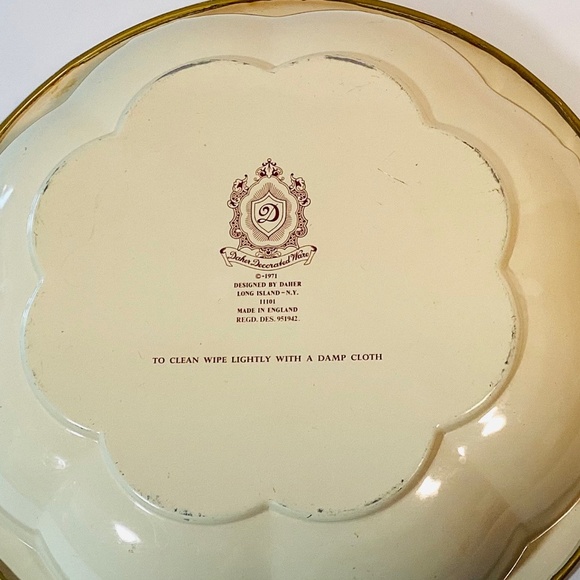 D
Daher Decorated Ware
©-1971
DESIGNED BY DAHER
LONG ISLAND-N.Y.
11101
MADE IN ENGLAND
REGD. DES. 951942.
TO CLEAN WIPE LIGHTLY WITH A DAMP CLOTH